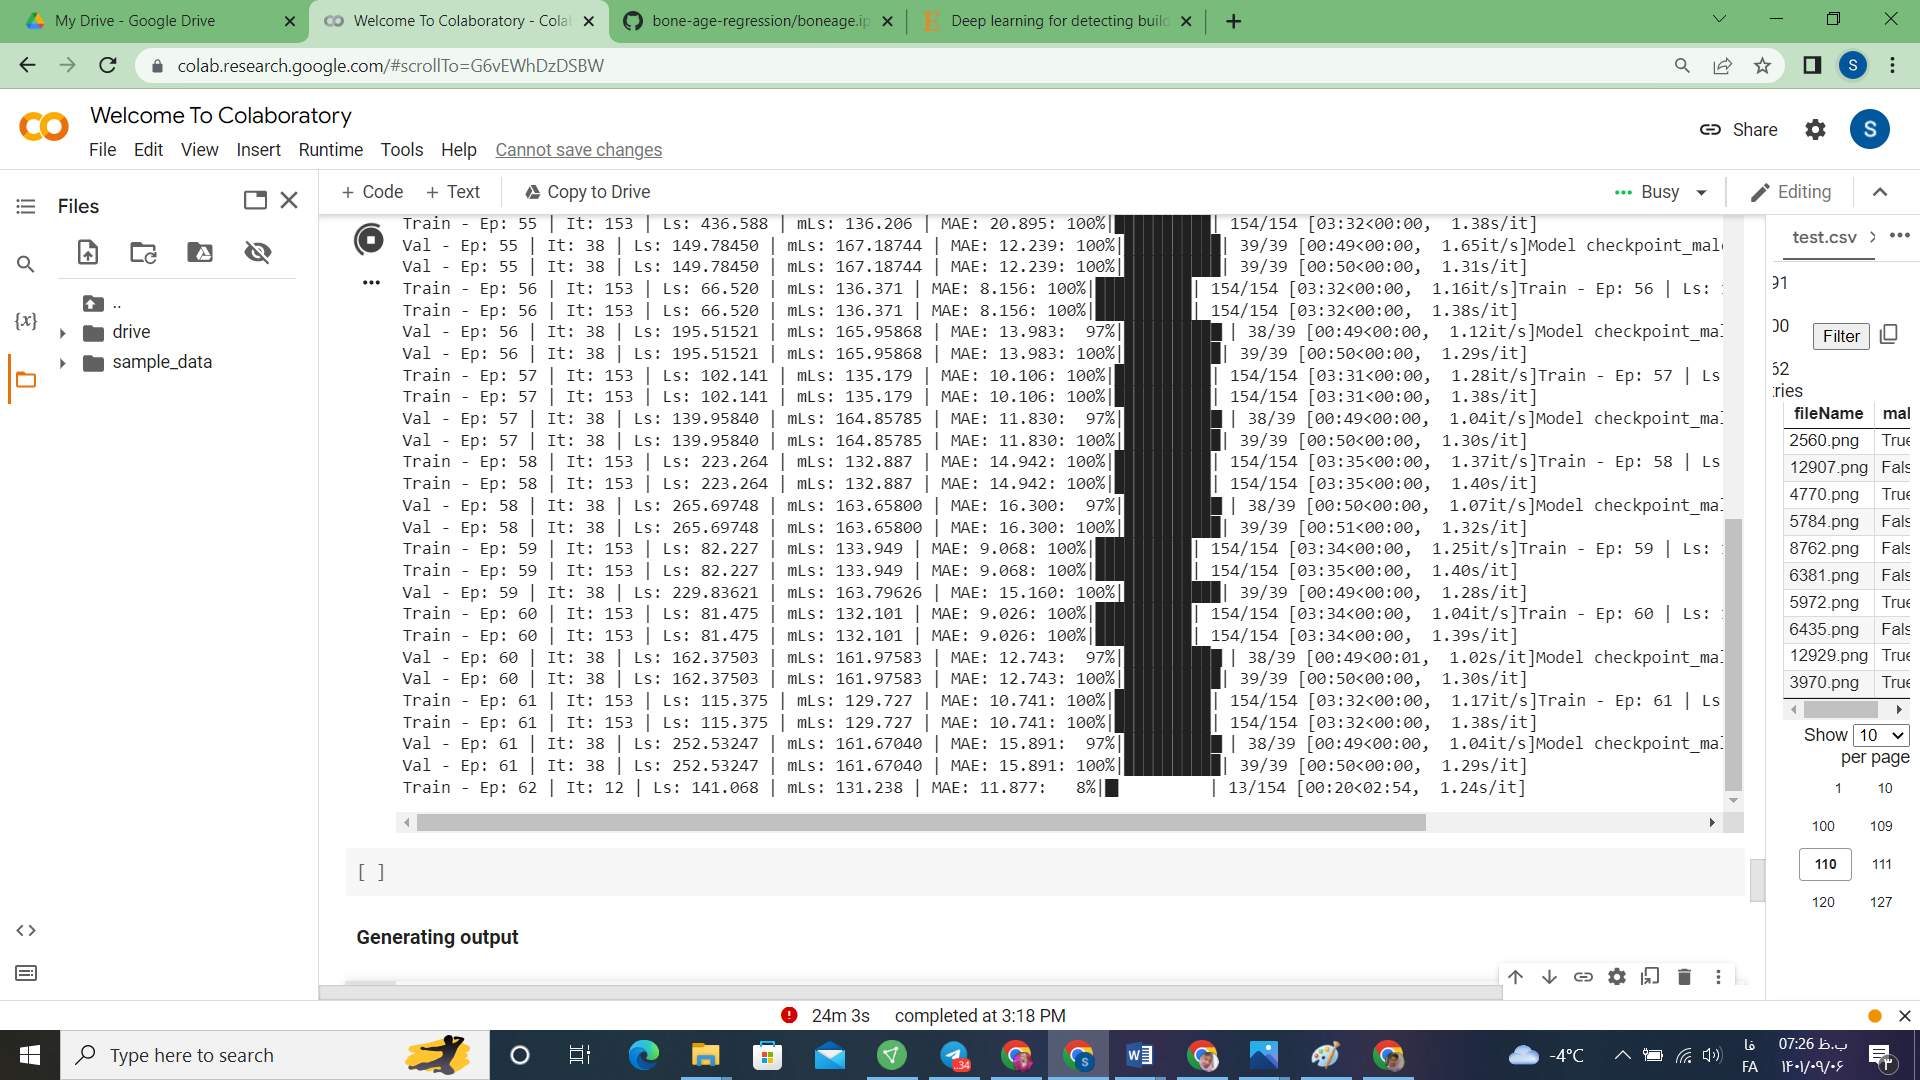 My Drive - Google Drive
Welcome To Colaboratory - Cola
bone-age-regression/boneage.ip
Deep learning for detecting build
colab.research.google.com/#scrollTo=G6vEWhDzDSBW
S
Welcome To Colaboratory
File Edit View Insert Runtime Tools Help Cannot save changes
Share
S
Files
+ Code + Text Copy to Drive
Busy
Editing
..
drive
sample_data
{x}
Train - Ep: 55 | It: 153 | Ls: 436.588 | mLs: 136.206 | MAE: 20.895: 100%|██████████| 154/154 [03:32<00:00, 1.38s/it]
Val - Ep: 55 | It: 38 | Ls: 149.78450 | mLs: 167.18744 | MAE: 12.239: 100%|██████████| 39/39 [00:49<00:00, 1.65it/s]Model checkpoint_male
Val - Ep: 55 | It: 38 | Ls: 149.78450 | mLs: 167.18744 | MAE: 12.239: 100%|██████████| 39/39 [00:50<00:00, 1.31s/it]
Train - Ep: 56 | It: 153 | Ls: 66.520 | mLs: 136.371 | MAE: 8.156: 100%|██████████| 154/154 [03:32<00:00, 1.16it/s]Train - Ep: 56 | Ls:
Train - Ep: 56 | It: 153 | Ls: 66.520 | mLs: 136.371 | MAE: 8.156: 100%|██████████| 154/154 [03:32<00:00, 1.38s/it]
Val - Ep: 56 | It: 38 | Ls: 195.51521 | mLs: 165.95868 | MAE: 13.983: 97%|██████████ | 38/39 [00:49<00:00, 1.12it/s]Model checkpoint_mal
Val - Ep: 56 | It: 38 | Ls: 195.51521 | mLs: 165.95868 | MAE: 13.983: 100%|██████████| 39/39 [00:50<00:00, 1.29s/it]
Train - Ep: 57 | It: 153 | Ls: 102.141 | mLs: 135.179 | MAE: 10.106: 100%|██████████| 154/154 [03:31<00:00, 1.28it/s]Train - Ep: 57 | Ls
Train - Ep: 57 | It: 153 | Ls: 102.141 | mLs: 135.179 | MAE: 10.106: 100%|██████████| 154/154 [03:31<00:00, 1.38s/it]
Val - Ep: 57 | It: 38 | Ls: 139.95840 | mLs: 164.85785 | MAE: 11.830: 97%|██████████ | 38/39 [00:49<00:00, 1.04it/s]Model checkpoint_mal
Val - Ep: 57 | It: 38 | Ls: 139.95840 | mLs: 164.85785 | MAE: 11.830: 100%|██████████| 39/39 [00:50<00:00, 1.30s/it]
Train - Ep: 58 | It: 153 | Ls: 223.264 | mLs: 132.887 | MAE: 14.942: 100%|██████████| 154/154 [03:35<00:00, 1.37it/s]Train - Ep: 58 | Ls
Train - Ep: 58 | It: 153 | Ls: 223.264 | mLs: 132.887 | MAE: 14.942: 100%|██████████| 154/154 [03:35<00:00, 1.40s/it]
Val - Ep: 58 | It: 38 | Ls: 265.69748 | mLs: 163.65800 | MAE: 16.300: 97%|██████████ | 38/39 [00:50<00:00, 1.07it/s]Model checkpoint_mal
Val - Ep: 58 | It: 38 | Ls: 265.69748 | mLs: 163.65800 | MAE: 16.300: 100%|██████████| 39/39 [00:51<00:00, 1.32s/it]
Train - Ep: 59 | It: 153 | Ls: 82.227 | mLs: 133.949 | MAE: 9.068: 100%|██████████| 154/154 [03:34<00:00, 1.25it/s]Train - Ep: 59 | Ls:
Train - Ep: 59 | It: 153 | Ls: 82.227 | mLs: 133.949 | MAE: 9.068: 100%|██████████| 154/154 [03:35<00:00, 1.40s/it]
Val - Ep: 59 | It: 38 | Ls: 229.83621 | mLs: 163.79626 | MAE: 15.160: 100%|██████████| 39/39 [00:49<00:00, 1.28s/it]
Train - Ep: 60 | It: 153 | Ls: 81.475 | mLs: 132.101 | MAE: 9.026: 100%|██████████| 154/154 [03:34<00:00, 1.04it/s]Train - Ep: 60 | Ls:
Train - Ep: 60 | It: 153 | Ls: 81.475 | mLs: 132.101 | MAE: 9.026: 100%|██████████| 154/154 [03:34<00:00, 1.39s/it]
Val - Ep: 60 | It: 38 | Ls: 162.37503 | mLs: 161.97583 | MAE: 12.743: 97%|██████████ | 38/39 [00:49<00:01, 1.02s/it]Model checkpoint_mal
Val - Ep: 60 | It: 38 | Ls: 162.37503 | mLs: 161.97583 | MAE: 12.743: 100%|██████████| 39/39 [00:50<00:00, 1.30s/it]
Train - Ep: 61 | It: 153 | Ls: 115.375 | mLs: 129.727 | MAE: 10.741: 100%|██████████| 154/154 [03:32<00:00, 1.17it/s]Train - Ep: 61 | Ls
Train - Ep: 61 | It: 153 | Ls: 115.375 | mLs: 129.727 | MAE: 10.741: 100%|██████████| 154/154 [03:32<00:00, 1.38s/it]
Val - Ep: 61 | It: 38 | Ls: 252.53247 | mLs: 161.67040 | MAE: 15.891: 97%|██████████ | 38/39 [00:49<00:00, 1.04it/s]Model checkpoint_mal
Val - Ep: 61 | It: 38 | Ls: 252.53247 | mLs: 161.67040 | MAE: 15.891: 100%|██████████| 39/39 [00:50<00:00, 1.29s/it]
Train - Ep: 62 | It: 12 | Ls: 141.068 | mLs: 131.238 | MAE: 11.877: 8%|█ | 13/154 [00:20<02:54, 1.24s/it]
[ ]
Generating output
test.csv
91
00
62
tries
Filter
fileName mal
2560.png True
12907.png Fals
4770.png True
5784.png Fals
8762.png Fals
6381.png Fals
5972.png True
6435.png Fals
12929.png True
3970.png True
Show 10
per page
1 10
100 109
110 111
120 127
24m 3s completed at 3:18 PM
Type here to search
..34
S
-4°C
فا
FA
07:26 ب.ظ
۱۴۰۱/۰۹/۰۶
۳